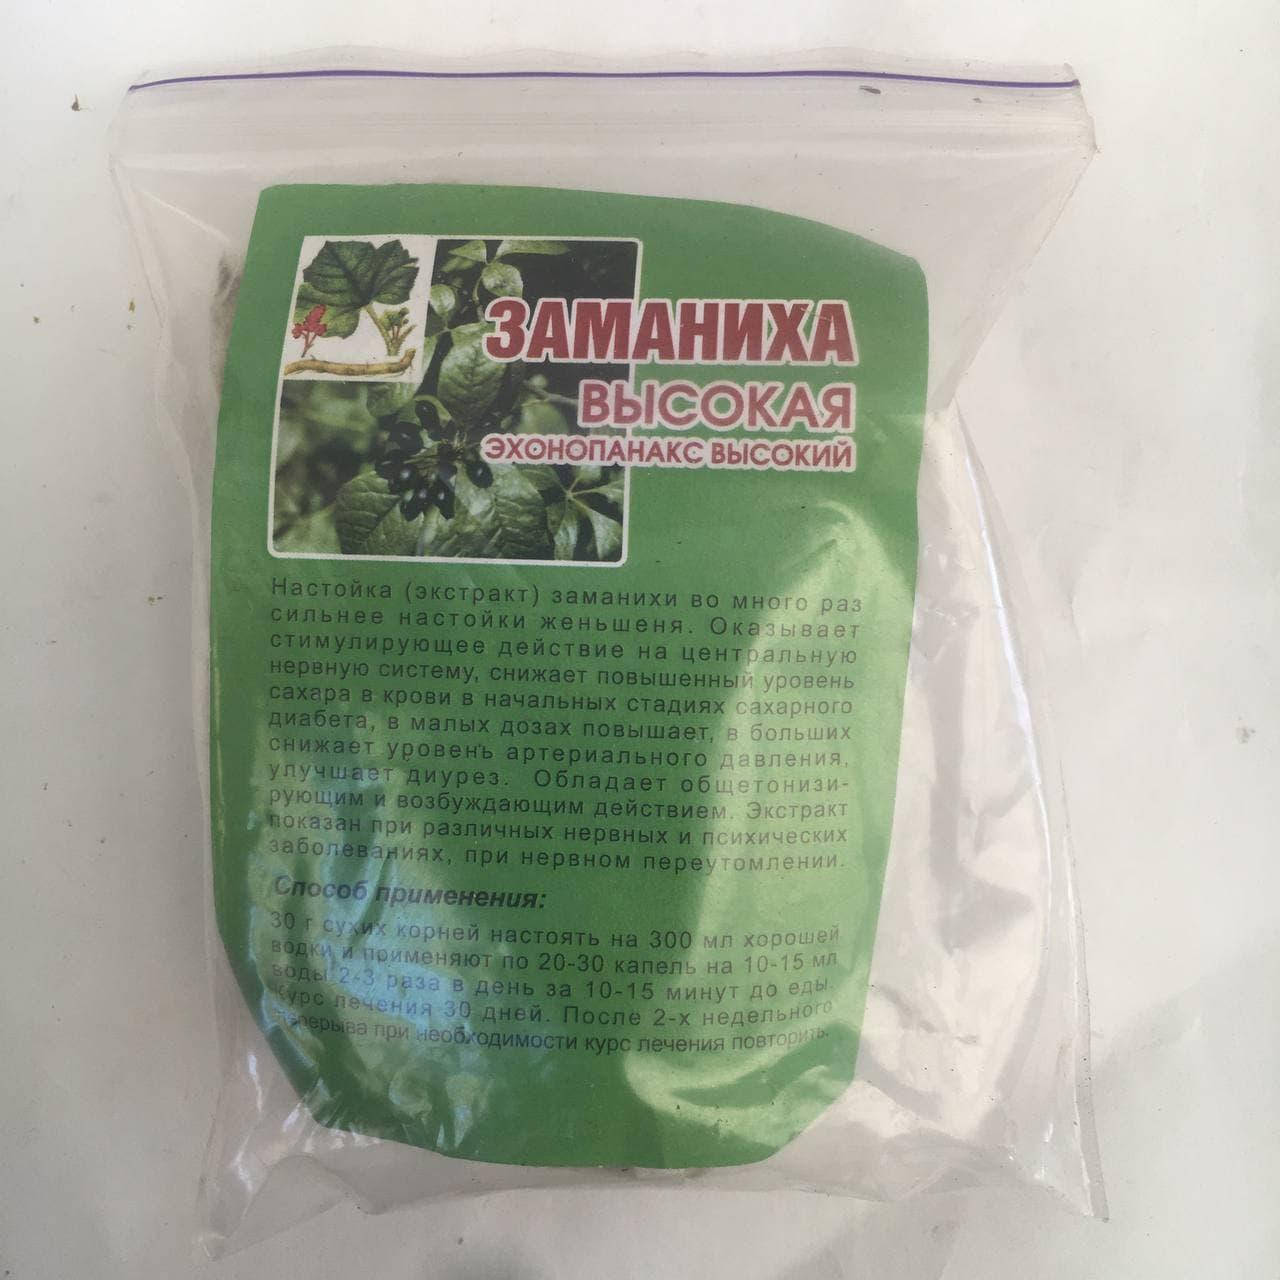 ЗАМАНИХА
ВЫСОКАЯ
ЭХОНОПАНАКС ВЫСОКИЙ
Настойка (экстракт) заманихи во много раз
сильнее настойки женьшеня. Оказывает
стимулирующее действие на центральную
нервную систему, снижает повышенный уровень
сахара в крови в начальных стадиях сахарного
диабета, в малых дозах повышает, в больших
снижает уровень артериального давления,
улучшает диурез. Обладает общетонизи-
рующим и возбуждающим действием. Экстракт
показан при различных нервных и психических
заболеваниях, при нервном переутомлении.
Способ применения:
30 г сухих корней настоять на 300 мл хорошей
водки и применяют по 20-30 капель на 10-15 мл
воды 2-3 раза в день за 10-15 минут до еды.
Курс лечения 30 дней. После 2-х недельного
перерыва при необходимости курс лечения повторить.